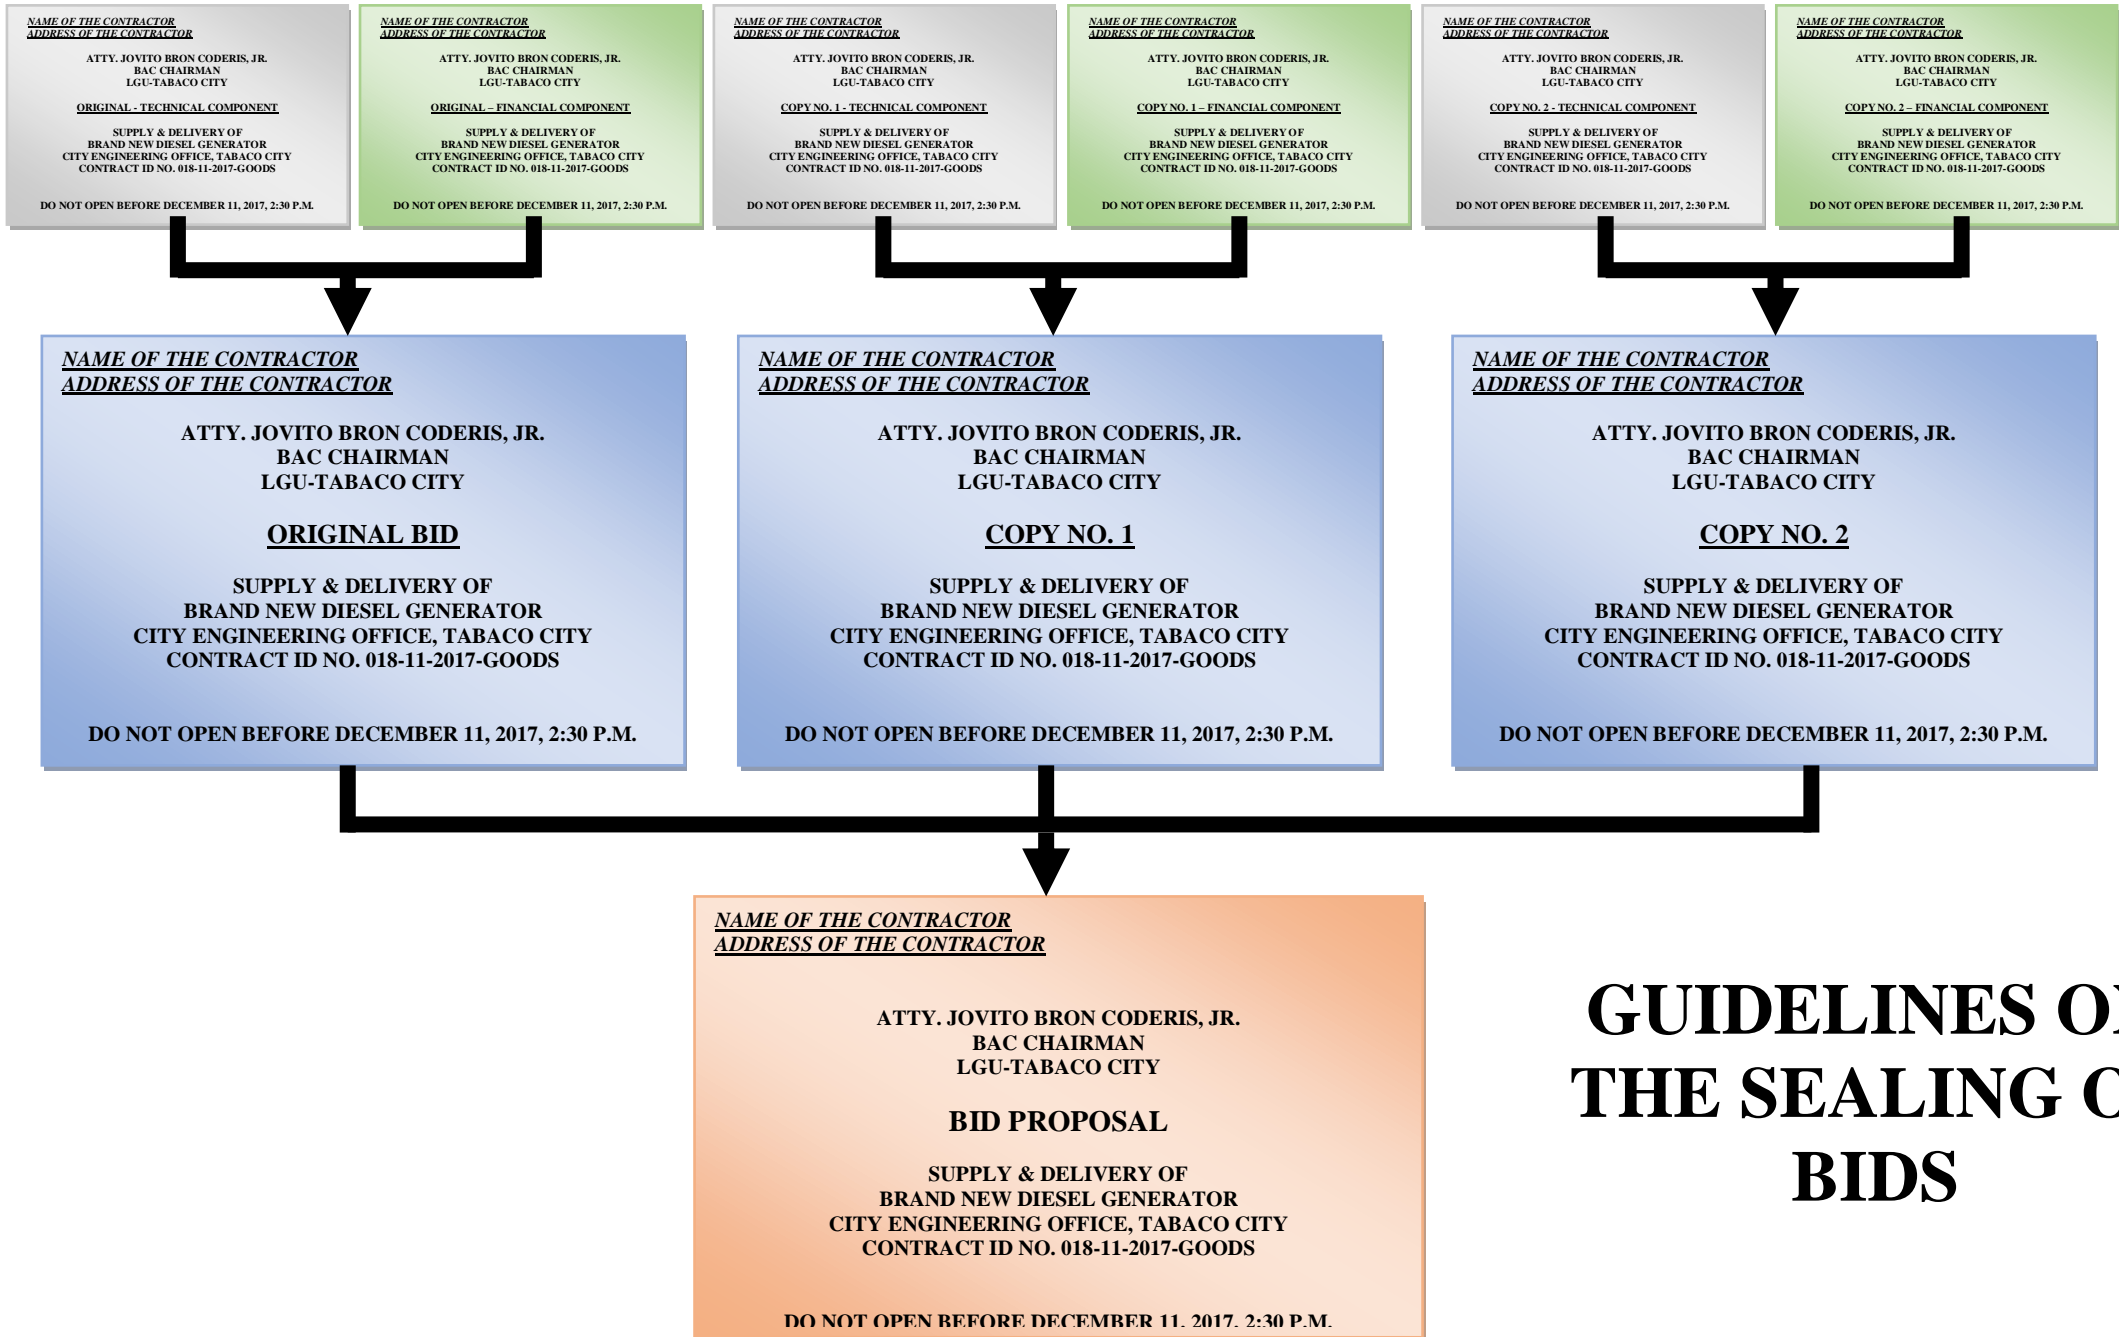 NAME OF THE CONTRACTOR
ADDRESS OF THE CONTRACTOR
ATTY. JOVITO BRON CODERIS, JR.
BAC CHAIRMAN
LGU-TABACO CITY
ORIGINAL - TECHNICAL COMPONENT
SUPPLY & DELIVERY OF
BRAND NEW DIESEL GENERATOR
CITY ENGINEERING OFFICE, TABACO CITY
CONTRACT ID NO. 018-11-2017-GOODS
DO NOT OPEN BEFORE DECEMBER 11, 2017, 2:30 P.M.
NAME OF THE CONTRACTOR
ADDRESS OF THE CONTRACTOR
ATTY. JOVITO BRON CODERIS, JR.
BAC CHAIRMAN
LGU-TABACO CITY
ORIGINAL – FINANCIAL COMPONENT
SUPPLY & DELIVERY OF
BRAND NEW DIESEL GENERATOR
CITY ENGINEERING OFFICE, TABACO CITY
CONTRACT ID NO. 018-11-2017-GOODS
DO NOT OPEN BEFORE DECEMBER 11, 2017, 2:30 P.M.
NAME OF THE CONTRACTOR
ADDRESS OF THE CONTRACTOR
ATTY. JOVITO BRON CODERIS, JR.
BAC CHAIRMAN
LGU-TABACO CITY
COPY NO. 1 - TECHNICAL COMPONENT
SUPPLY & DELIVERY OF
BRAND NEW DIESEL GENERATOR
CITY ENGINEERING OFFICE, TABACO CITY
CONTRACT ID NO. 018-11-2017-GOODS
DO NOT OPEN BEFORE DECEMBER 11, 2017, 2:30 P.M.
NAME OF THE CONTRACTOR
ADDRESS OF THE CONTRACTOR
ATTY. JOVITO BRON CODERIS, JR.
BAC CHAIRMAN
LGU-TABACO CITY
COPY NO. 1 – FINANCIAL COMPONENT
SUPPLY & DELIVERY OF
BRAND NEW DIESEL GENERATOR
CITY ENGINEERING OFFICE, TABACO CITY
CONTRACT ID NO. 018-11-2017-GOODS
DO NOT OPEN BEFORE DECEMBER 11, 2017, 2:30 P.M.
NAME OF THE CONTRACTOR
ADDRESS OF THE CONTRACTOR
ATTY. JOVITO BRON CODERIS, JR.
BAC CHAIRMAN
LGU-TABACO CITY
COPY NO. 2 - TECHNICAL COMPONENT
SUPPLY & DELIVERY OF
BRAND NEW DIESEL GENERATOR
CITY ENGINEERING OFFICE, TABACO CITY
CONTRACT ID NO. 018-11-2017-GOODS
DO NOT OPEN BEFORE DECEMBER 11, 2017, 2:30 P.M.
NAME OF THE CONTRACTOR
ADDRESS OF THE CONTRACTOR
ATTY. JOVITO BRON CODERIS, JR.
BAC CHAIRMAN
LGU-TABACO CITY
COPY NO. 2 – FINANCIAL COMPONENT
SUPPLY & DELIVERY OF
BRAND NEW DIESEL GENERATOR
CITY ENGINEERING OFFICE, TABACO CITY
CONTRACT ID NO. 018-11-2017-GOODS
DO NOT OPEN BEFORE DECEMBER 11, 2017, 2:30 P.M.
NAME OF THE CONTRACTOR
ADDRESS OF THE CONTRACTOR
ATTY. JOVITO BRON CODERIS, JR.
BAC CHAIRMAN
LGU-TABACO CITY
ORIGINAL BID
SUPPLY & DELIVERY OF
BRAND NEW DIESEL GENERATOR
CITY ENGINEERING OFFICE, TABACO CITY
CONTRACT ID NO. 018-11-2017-GOODS
DO NOT OPEN BEFORE DECEMBER 11, 2017, 2:30 P.M.
NAME OF THE CONTRACTOR
ADDRESS OF THE CONTRACTOR
ATTY. JOVITO BRON CODERIS, JR.
BAC CHAIRMAN
LGU-TABACO CITY
COPY NO. 1
SUPPLY & DELIVERY OF
BRAND NEW DIESEL GENERATOR
CITY ENGINEERING OFFICE, TABACO CITY
CONTRACT ID NO. 018-11-2017-GOODS
DO NOT OPEN BEFORE DECEMBER 11, 2017, 2:30 P.M.
NAME OF THE CONTRACTOR
ADDRESS OF THE CONTRACTOR
ATTY. JOVITO BRON CODERIS, JR.
BAC CHAIRMAN
LGU-TABACO CITY
COPY NO. 2
SUPPLY & DELIVERY OF
BRAND NEW DIESEL GENERATOR
CITY ENGINEERING OFFICE, TABACO CITY
CONTRACT ID NO. 018-11-2017-GOODS
DO NOT OPEN BEFORE DECEMBER 11, 2017, 2:30 P.M.
NAME OF THE CONTRACTOR
ADDRESS OF THE CONTRACTOR
ATTY. JOVITO BRON CODERIS, JR.
BAC CHAIRMAN
LGU-TABACO CITY
BID PROPOSAL
SUPPLY & DELIVERY OF
BRAND NEW DIESEL GENERATOR
CITY ENGINEERING OFFICE, TABACO CITY
CONTRACT ID NO. 018-11-2017-GOODS
DO NOT OPEN BEFORE DECEMBER 11, 2017, 2:30 P.M.
GUIDELINES
THE SEALING
BIDS